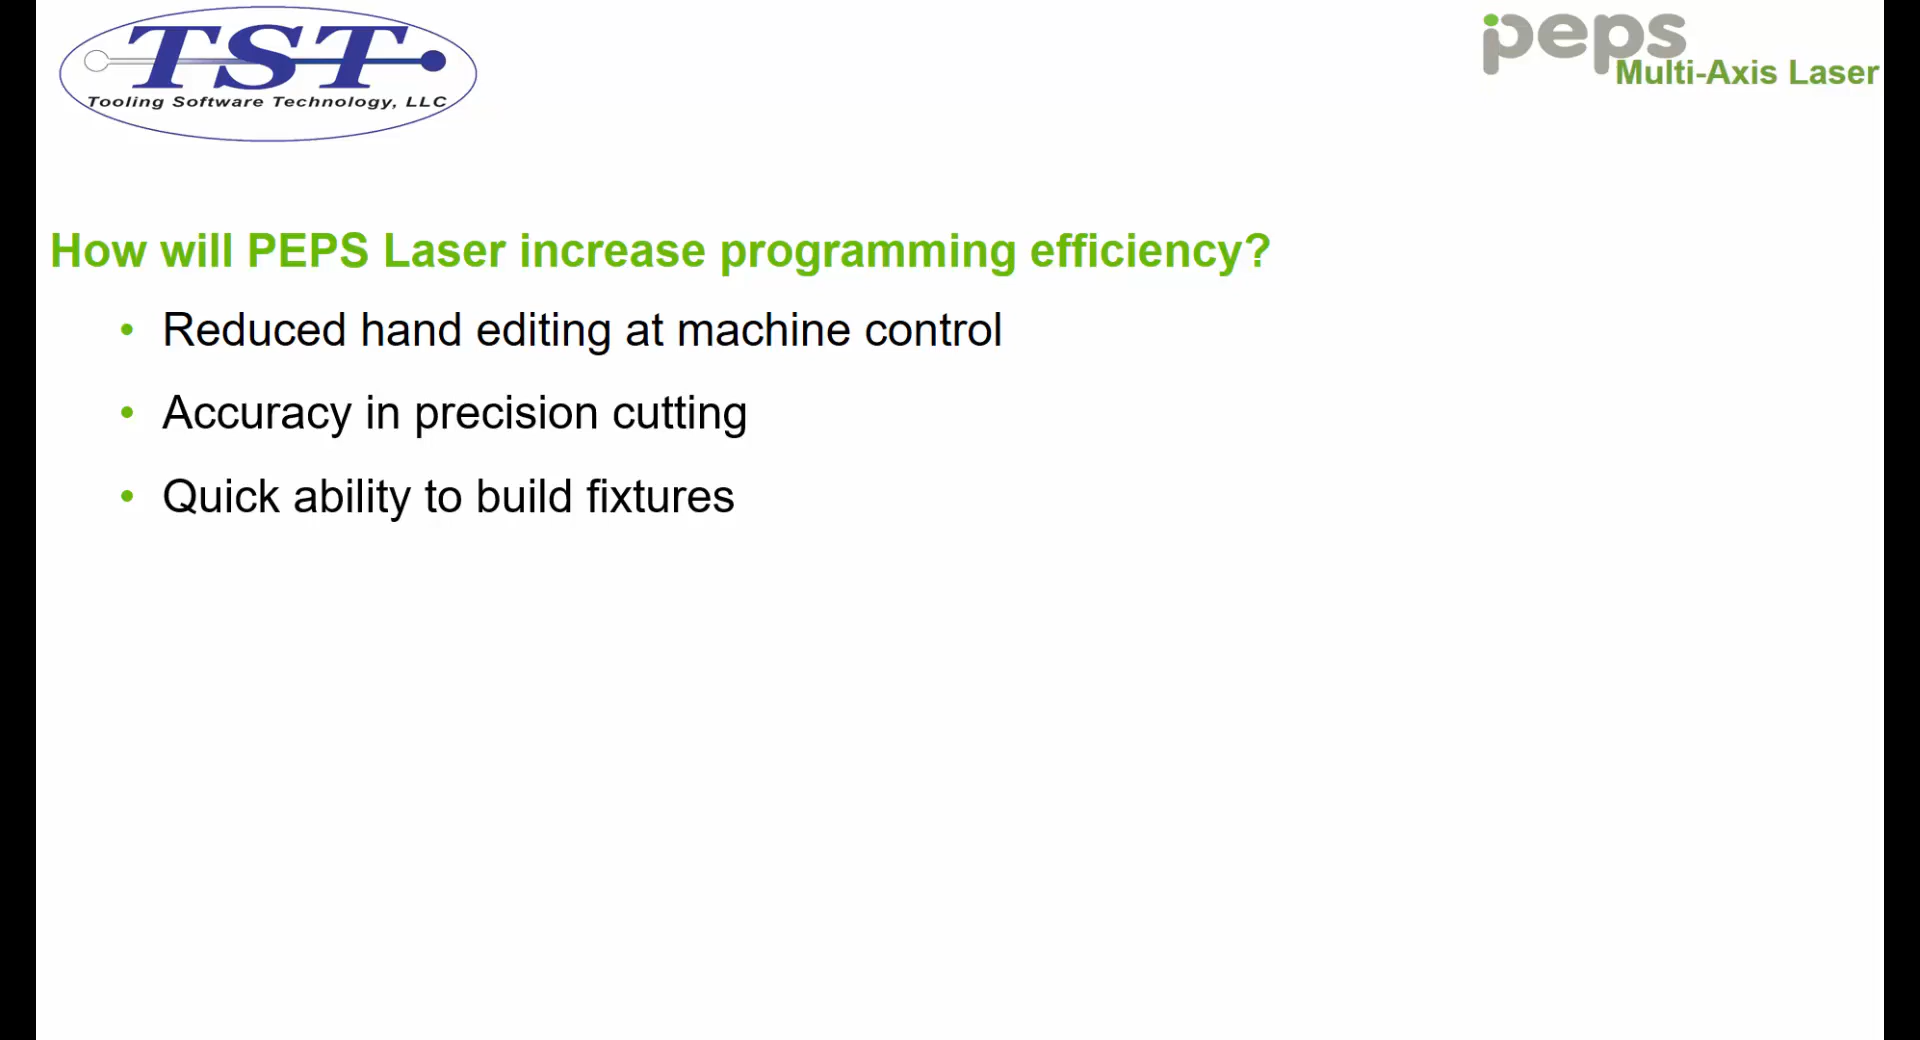 TST
Tooling Software Technology, LLC
peps
Multi-Axis Laser
How will PEPS Laser increase programming efficiency?
• Reduced hand editing at machine control
• Accuracy in precision cutting
• Quick ability to build fixtures